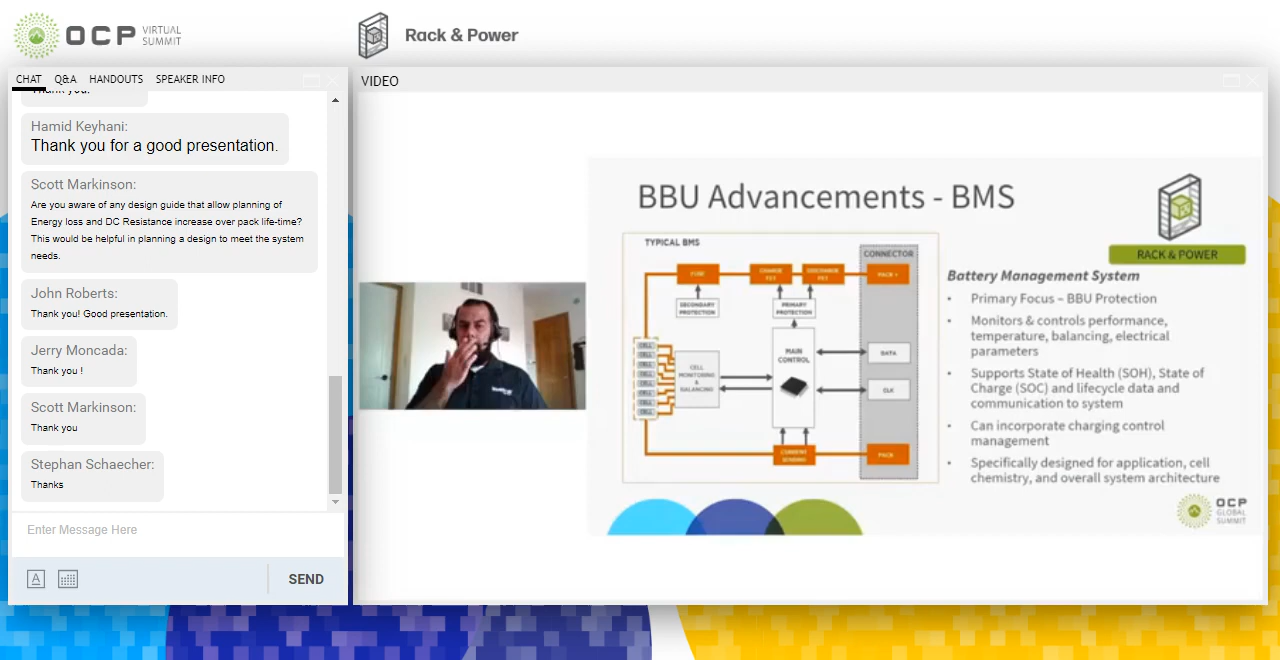 OCP VIRTUAL
SUMMIT
Rack & Power
CHAT Q&A HANDOUTS SPEAKER INFO
Thank you.
Hamid Keyhani:
Thank you for a good presentation.
Scott Markinson:
Are you aware of any design guide that allow planning of
Energy loss and DC Resistance increase over pack life-time?
This would be helpful in planning a design to meet the system
needs.
John Roberts:
Thank you! Good presentation.
Jerry Moncada:
Thank you !
Scott Markinson:
Thank you
Stephan Schaecher:
Thanks
Enter Message Here
A
SEND
VIDEO
BBU Advancements - BMS
RACK & POWER
TYPICAL BMS
CONNECTOR
FUSE
CHARGE
FET
DISCHARGE
FET
PACK +
SECONDARY
PROTECTION
PRIMARY
PROTECTION
CELL
CELL
CELL
CELL
CELL
CELL
CELL
CELL
CELL
MONITORING
&
BALANCING
MAIN
CONTROL
DATA
CLK
CURRENT
SENSING
PACK -
Battery Management System
• Primary Focus – BBU Protection
• Monitors & controls performance,
temperature, balancing, electrical
parameters
• Supports State of Health (SOH), State of
Charge (SOC) and lifecycle data and
communication to system
• Can incorporate charging control
management
• Specifically designed for application, cell
chemistry, and overall system architecture
OCP
GLOBAL
SUMMIT